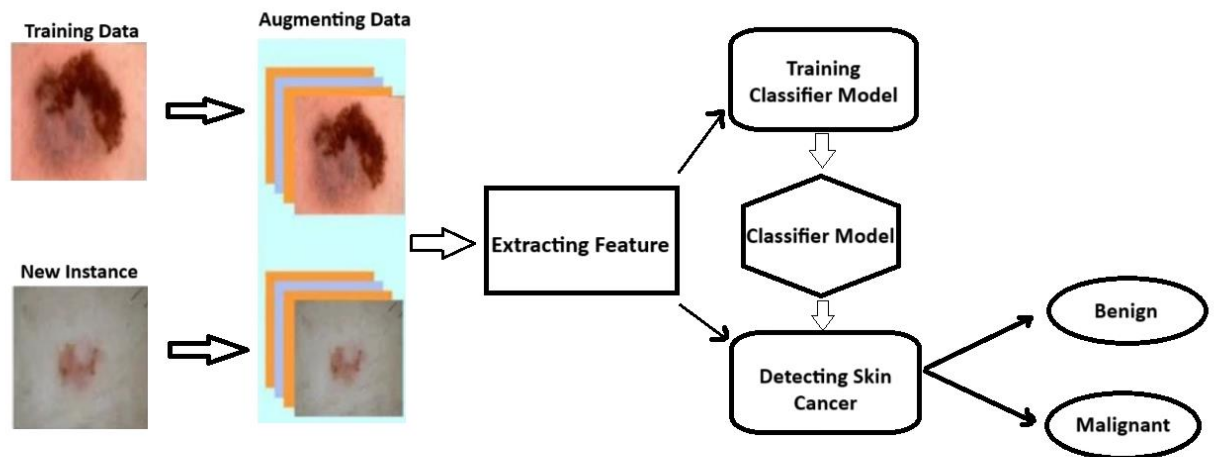 Training Data
Augmenting Data
New Instance
Extracting Feature
Training
Classifier Model
Classifier Model
Detecting Skin
Cancer
Benign
Malignant